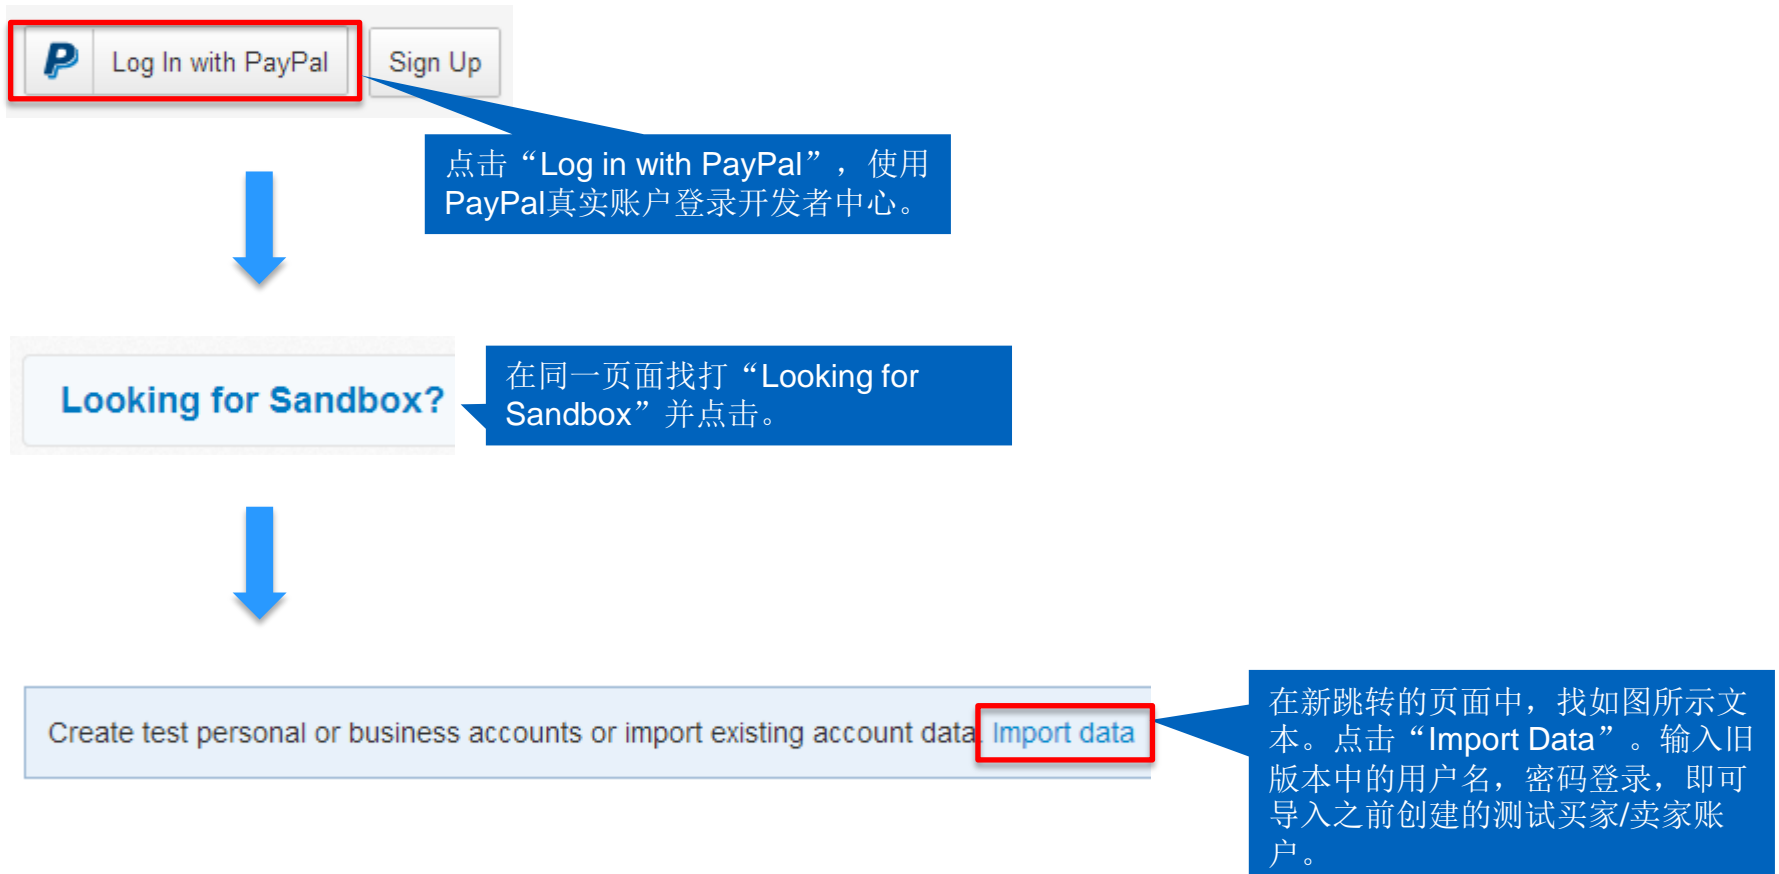 Log In with PayPal
Sign Up
点击“Log in with PayPal”，使用
PayPal真实账户登录开发者中心。
Looking for Sandbox?
在同一页面找打“Looking for
Sandbox”并点击。
Create test personal or business accounts or import existing account data. Import data
在新跳转的页面中，找如图所示文
本。点击“Import Data”。输入旧
版本中的用户名，密码登录，即可
导入之前创建的测试买家/卖家账
户。